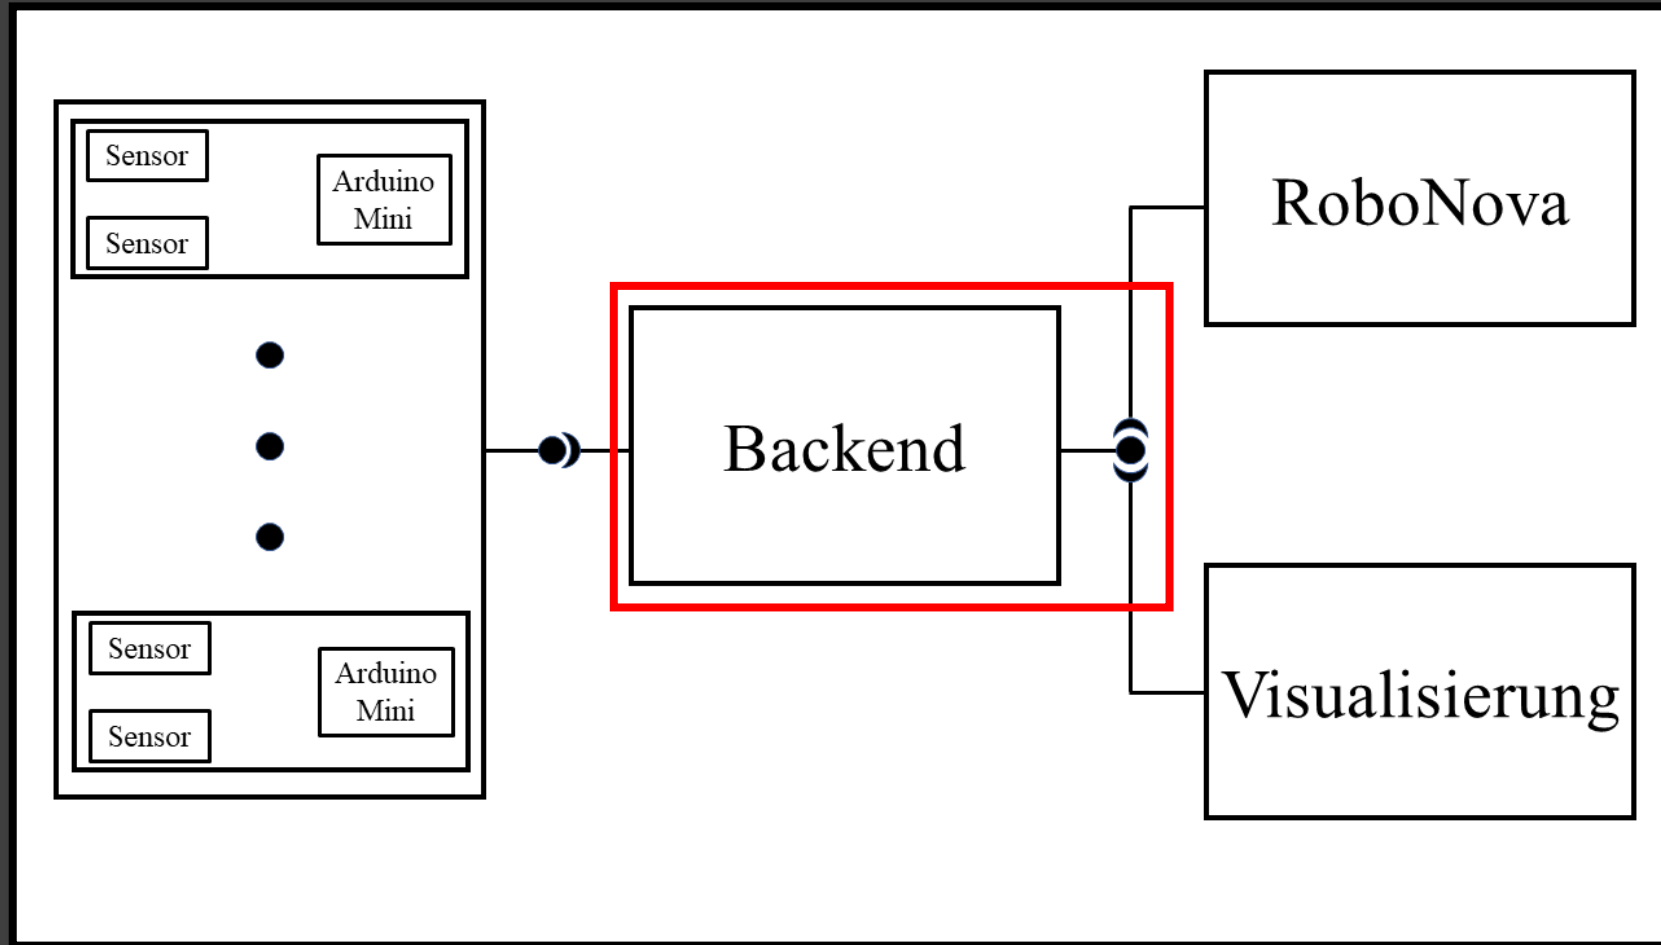 Sensor
Arduino
Mini
Sensor
RoboNova
Backend
Sensor
Arduino
Mini
Sensor
Visualisierung